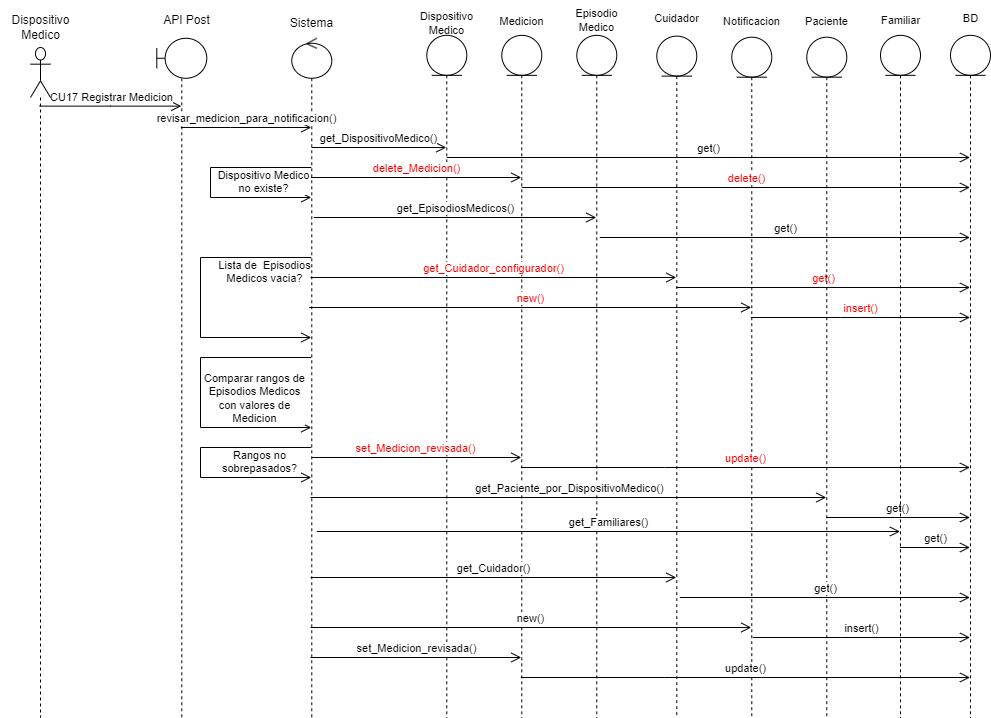 Dispositivo
Medico
API Post
Sistema
Dispositivo
Medico
Medicion
Episodio
Medico
Cuidador
Notificacion
Paciente
Familiar
BD
CU17 Registrar Medicion
revisar_medicion_para_notificacion()
get_DispositivoMedico()
get()
Dispositivo Medico
no existe?
delete_Medicion()
delete()
get_EpisodiosMedicos()
get()
Lista de Episodios
Medicos vacia?
get_Cuidador_configurador()
get()
new()
insert()
Comparar rangos de
Episodios Medicos
con valores de
Medicion
Rangos no
sobrepasados?
set_Medicion_revisada()
update()
get_Paciente_por_DispositivoMedico()
get()
get_Familiares()
get()
get_Cuidador()
get()
new()
insert()
set_Medicion_revisada()
update()